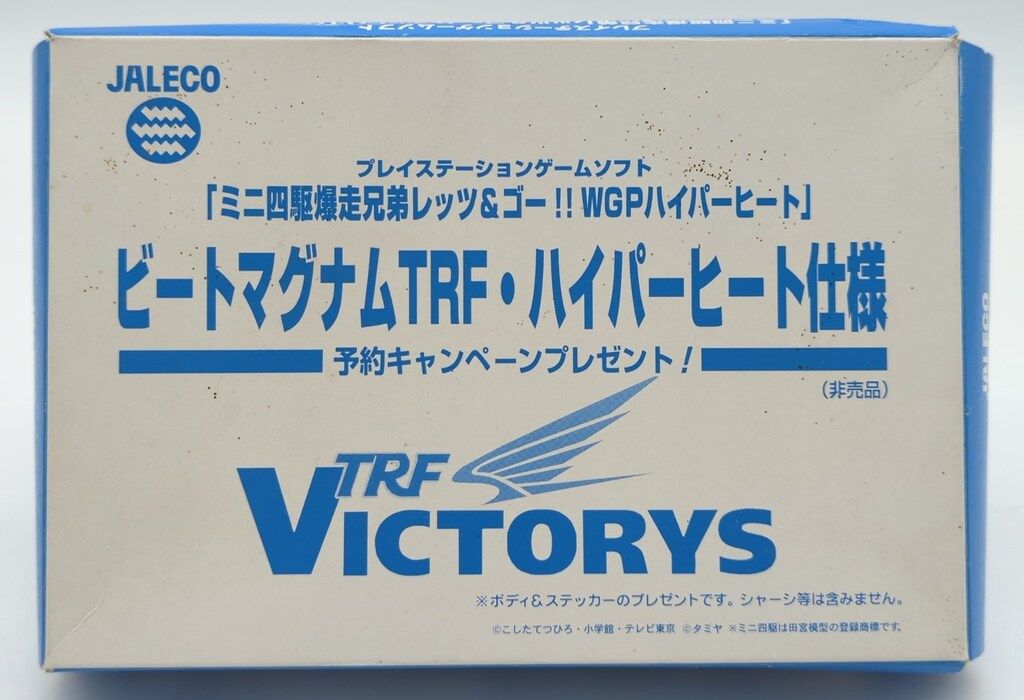 JALECO
プレイステーションゲームソフト
「ミニ四駆爆走兄弟レッツ&ゴー!! WGPハイパーヒート」
ビートマグナムTRF・ハイパーヒート仕様
予約キャンペーンプレゼント!
(非売品)
TRF
VICTORYS
※ボディ&ステッカーのプレゼントです。シャーシ等は含みません。
©こしたてつひろ・小学館・テレビ東京 ©タミヤ ※ミニ四駆は田宮模型の登録商標です。